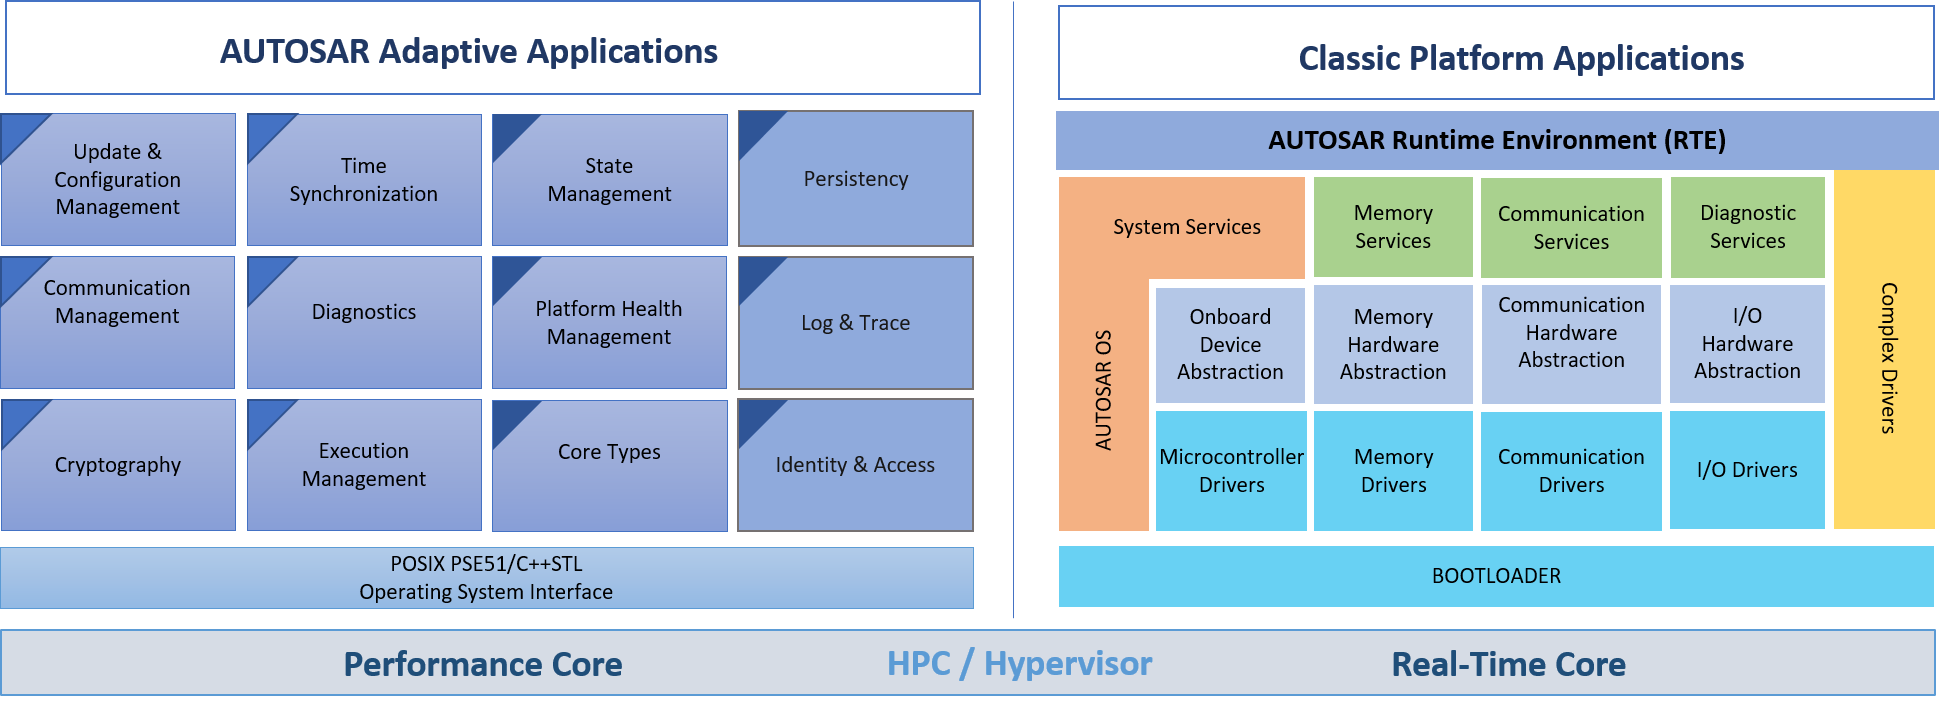 AUTOSAR Adaptive Applications
Update &
Configuration
Management
Time
Synchronization
State
Management
Persistency
Communication
Management
Diagnostics
Platform Health
Management
Log & Trace
Cryptography
Execution
Management
Core Types
Identity & Access
POSIX PSE51/C++STL
Operating System Interface
Classic Platform Applications
AUTOSAR Runtime Environment (RTE)
System Services
AUTOSAR OS
Memory
Services
Communication
Services
Diagnostic
Services
Complex Drivers
Onboard
Device
Abstraction
Memory
Hardware
Abstraction
Communication
Hardware
Abstraction
I/O
Hardware
Abstraction
Microcontroller
Drivers
Memory
Drivers
Communication
Drivers
I/O Drivers
BOOTLOADER
Performance Core
HPC / Hypervisor
Real-Time Core